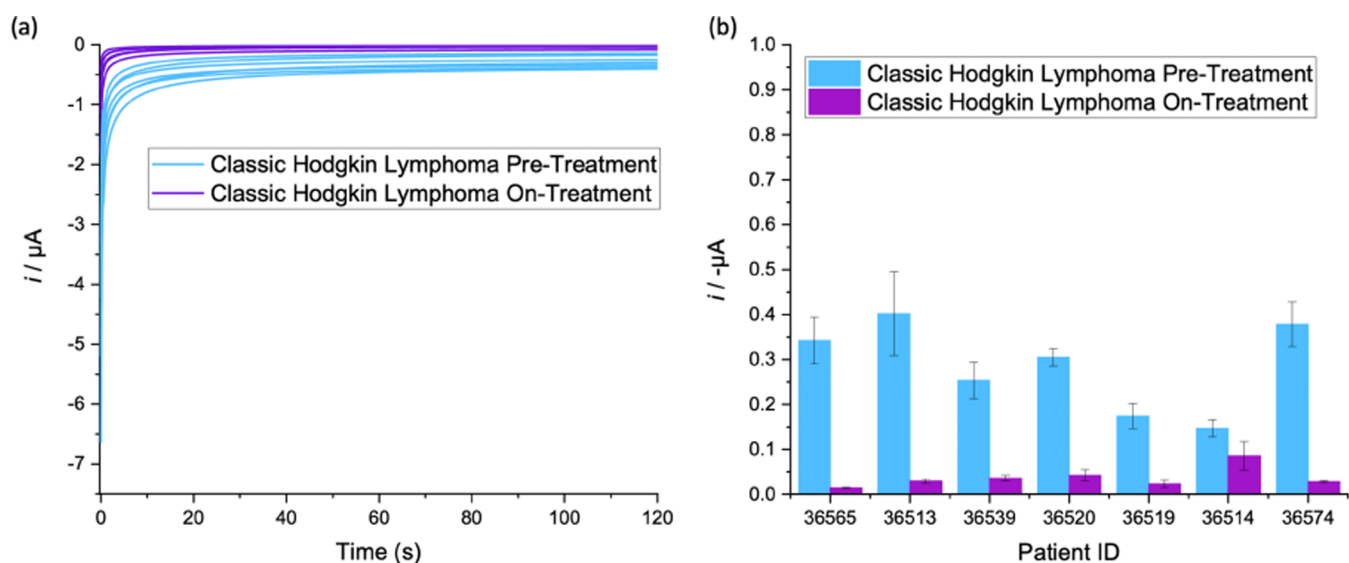 (a)
0
-1
-2
-3
-4
-5
-6
-7
i / µA
Classic Hodgkin Lymphoma Pre-Treatment
Classic Hodgkin Lymphoma On-Treatment
0 20 40 60 80 100 120
Time (s)
(b)
1.0
0.9
0.8
0.7
0.6
0.5
0.4
0.3
0.2
0.1
0.0
i / -µA
Classic Hodgkin Lymphoma Pre-Treatment
Classic Hodgkin Lymphoma On-Treatment
36565 36513 36539 36520 36519 36514 36574
Patient ID